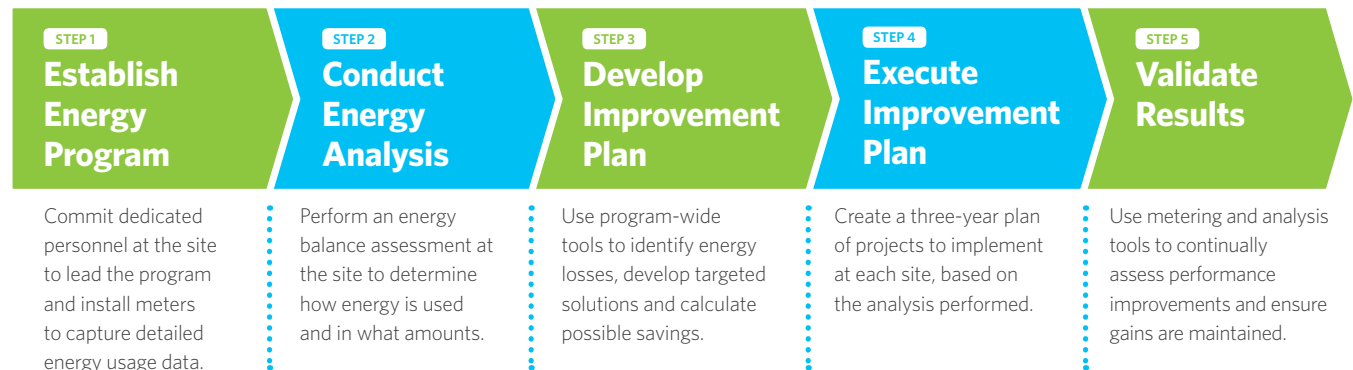 STEP 1
Establish
Energy
Program
Commit dedicated
personnel at the site
to lead the program
and install meters
to capture detailed
energy usage data.
STEP 2
Conduct
Energy
Analysis
Perform an energy
balance assessment at
the site to determine
how energy is used
and in what amounts.
STEP 3
Develop
Improvement
Plan
Use program-wide
tools to identify energy
losses, develop targeted
solutions and calculate
possible savings.
STEP 4
Execute
Improvement
Plan
Create a three-year plan
of projects to implement
at each site, based on
the analysis performed.
STEP 5
Validate
Results
Use metering and analysis
tools to continually
assess performance
improvements and ensure
gains are maintained.